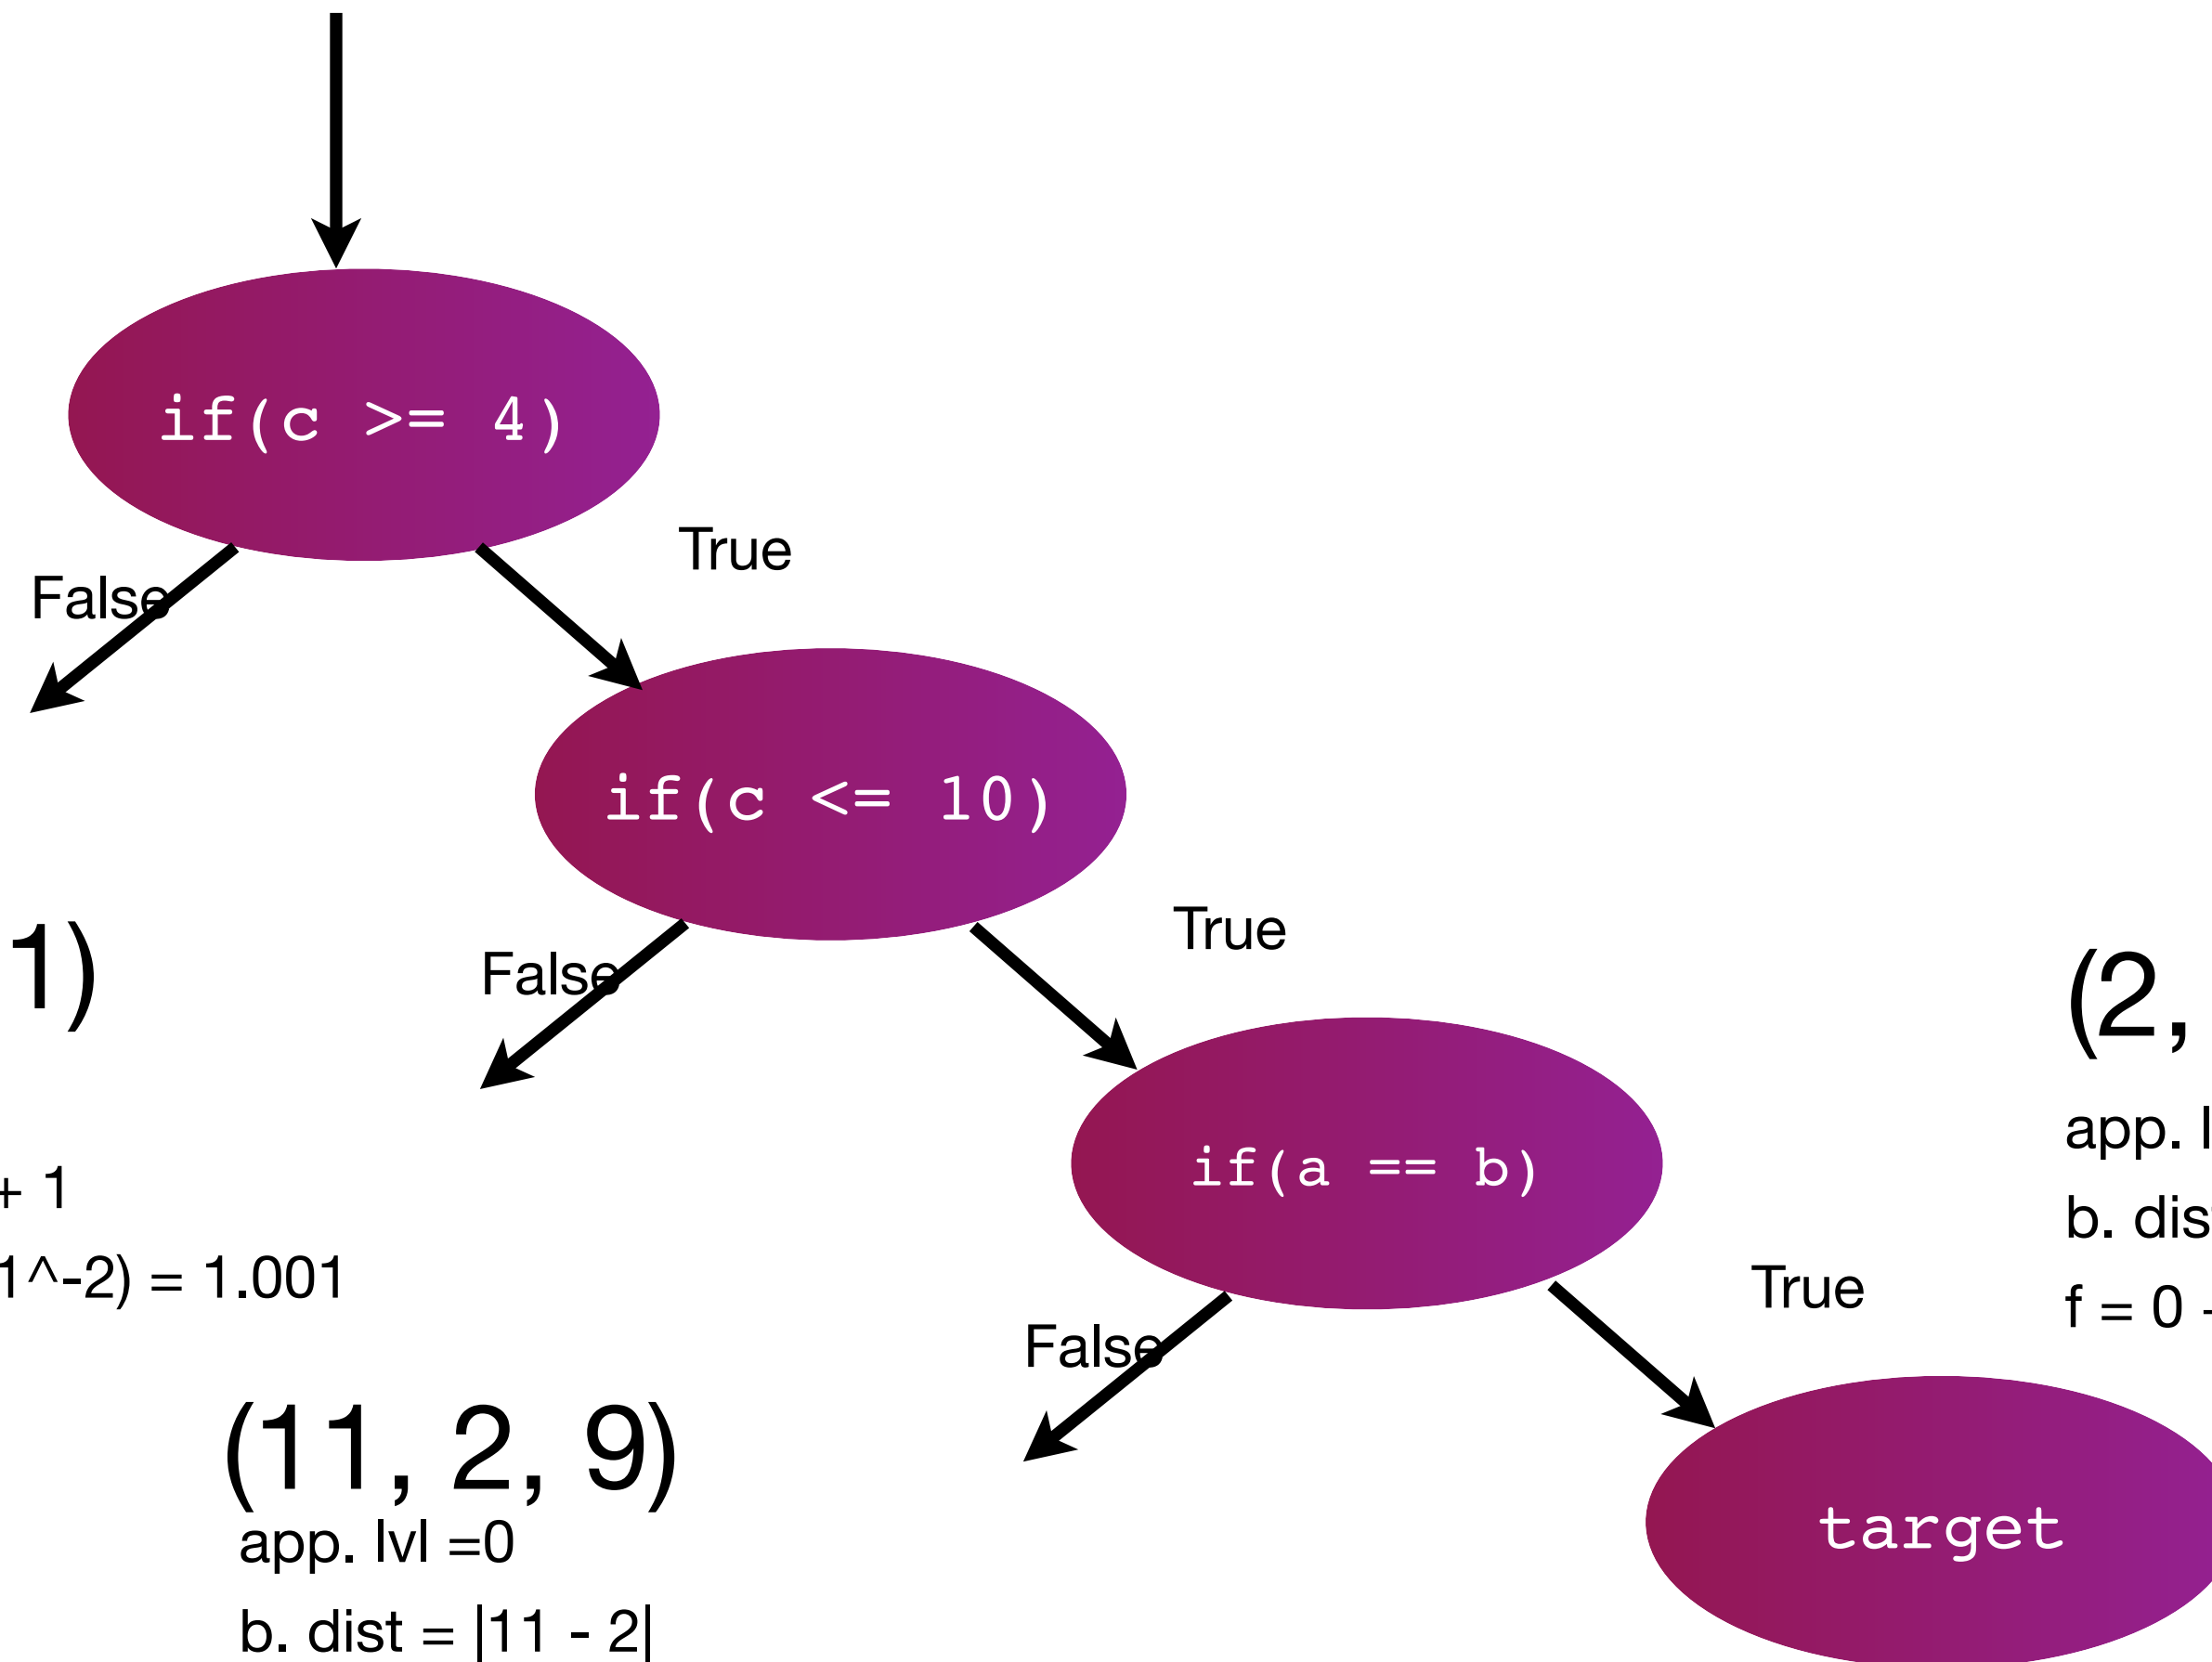 if(c >= 4)
True
False
if(c <= 10)
True
False
1)
+ 1
1^-2) = 1.001
if(a == b)
True
False
(11, 2, 9)
app. lvl =0
b. dist = |11 - 2|
target
(2,
app.
b.
f = 0